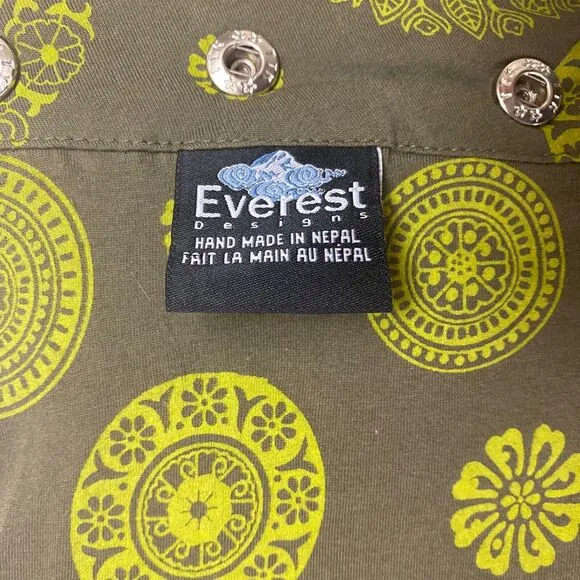 Everest
Designs
HAND MADE IN NEPAL
FAIT LA MAIN AU NÉPAL